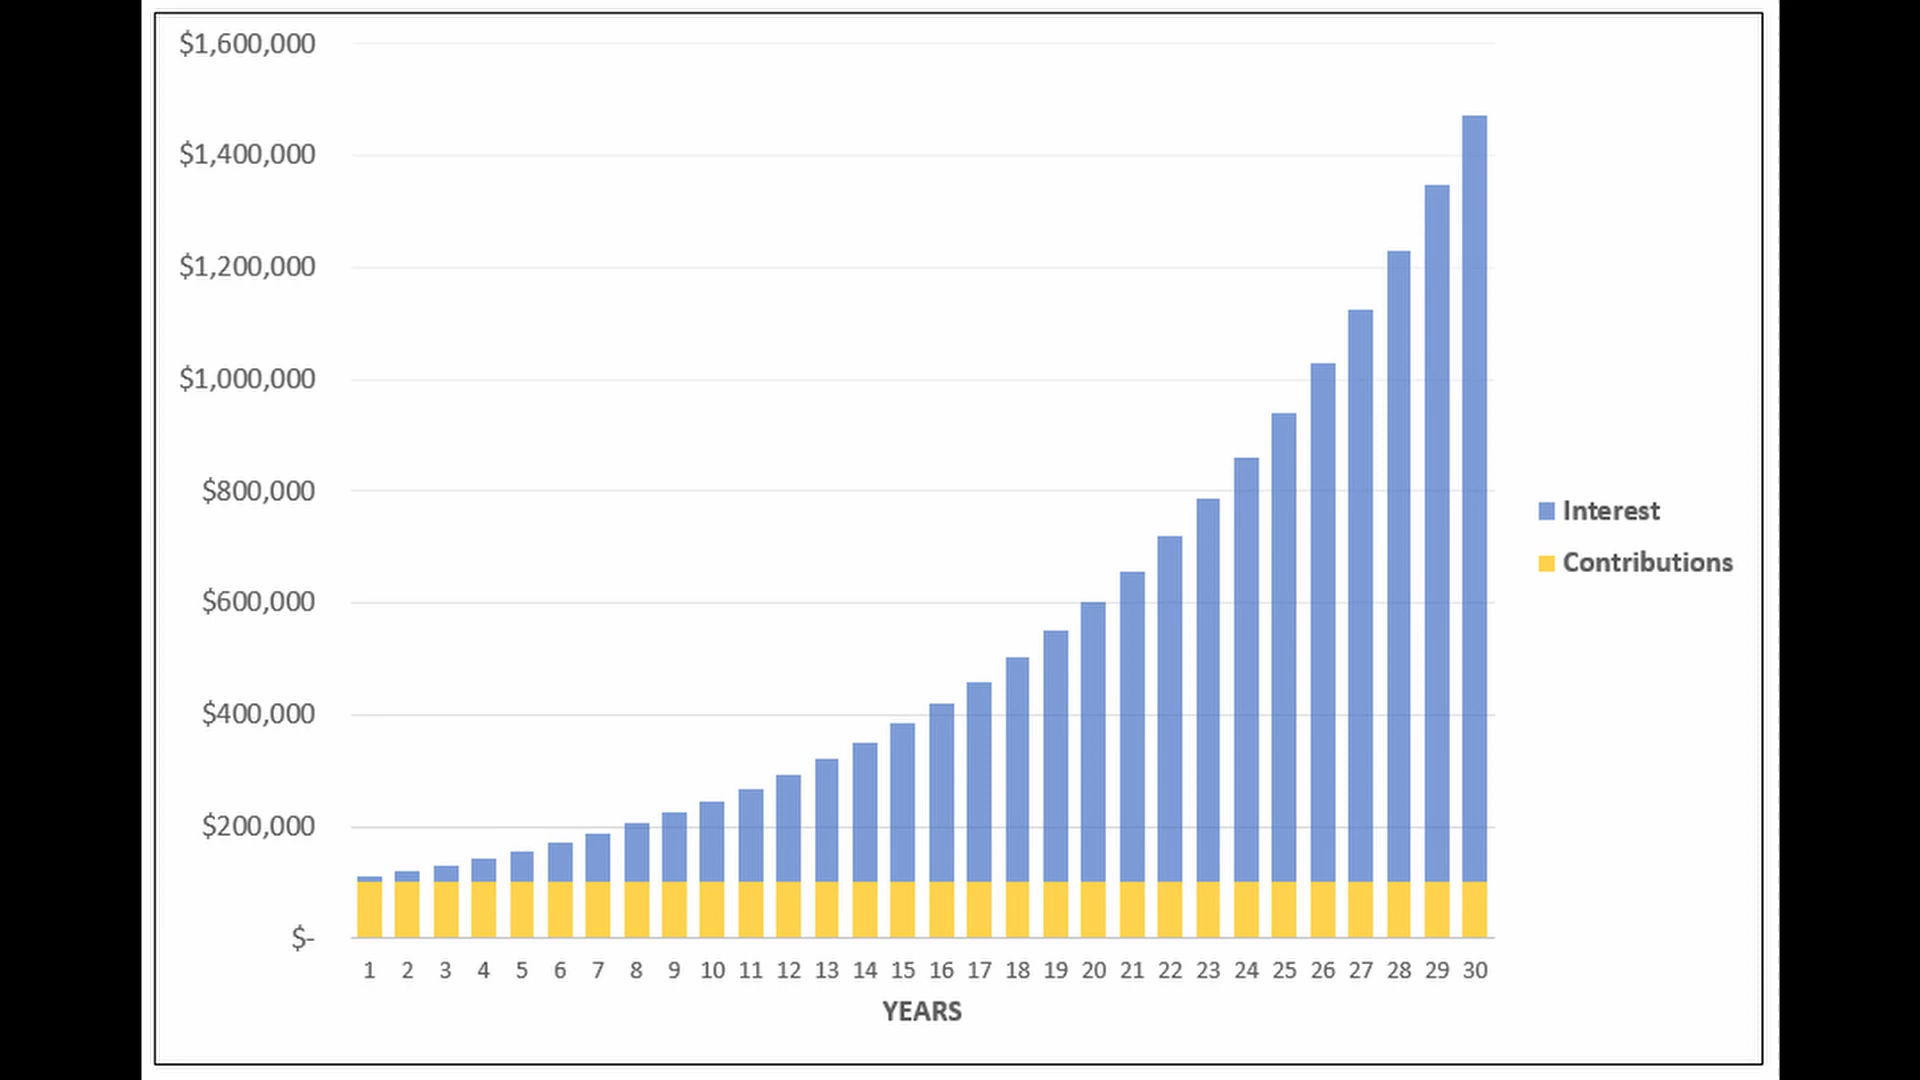 $1,600,000
$1,400,000
$1,200,000
$1,000,000
$800,000
$600,000
$400,000
$200,000
$-
1 2 3 4 5 6 7 8 9 10 11 12 13 14 15 16 17 18 19 20 21 22 23 24 25 26 27 28 29 30
YEARS
Interest
Contributions